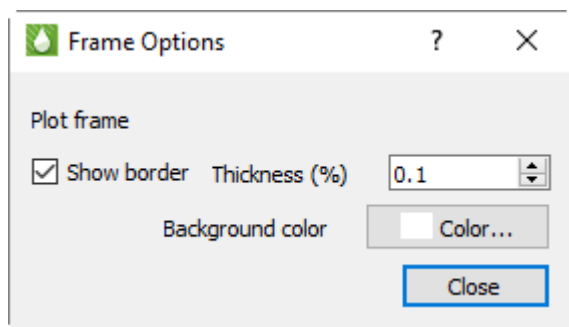 Frame Options ?
Plot frame
Show border Thickness (%) 0.1
Background color Color...
Close